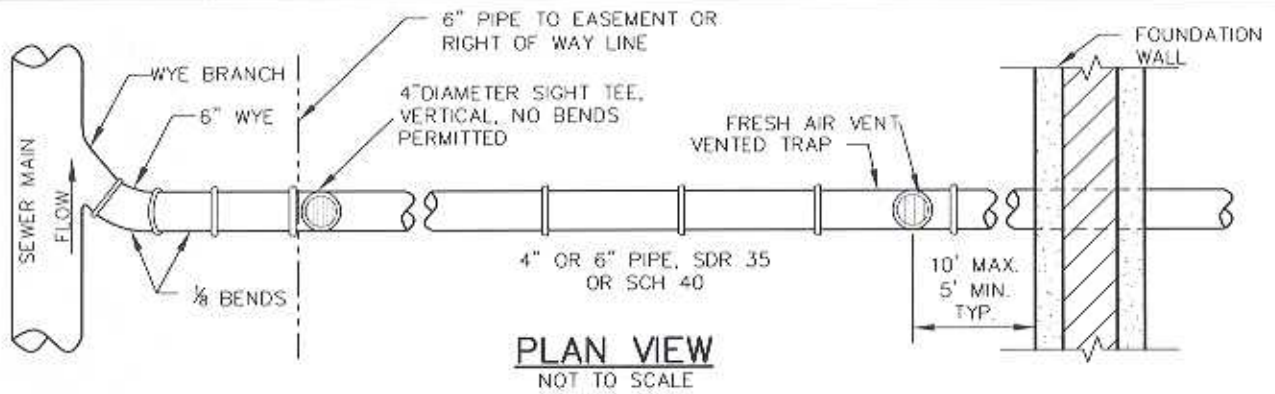 6" PIPE TO EASEMENT OR
RIGHT OF WAY LINE
FOUNDATION
WALL
WYE BRANCH
6" WYE
4"DIAMETER SIGHT TEE,
VERTICAL, NO BENDS
PERMITTED
FRESH AIR VENT
VENTED TRAP
SEWER MAIN
FLOW
⅛ BENDS
4" OR 6" PIPE, SDR 35
OR SCH 40
10' MAX.
5' MIN.
TYP.
PLAN VIEW
NOT TO SCALE